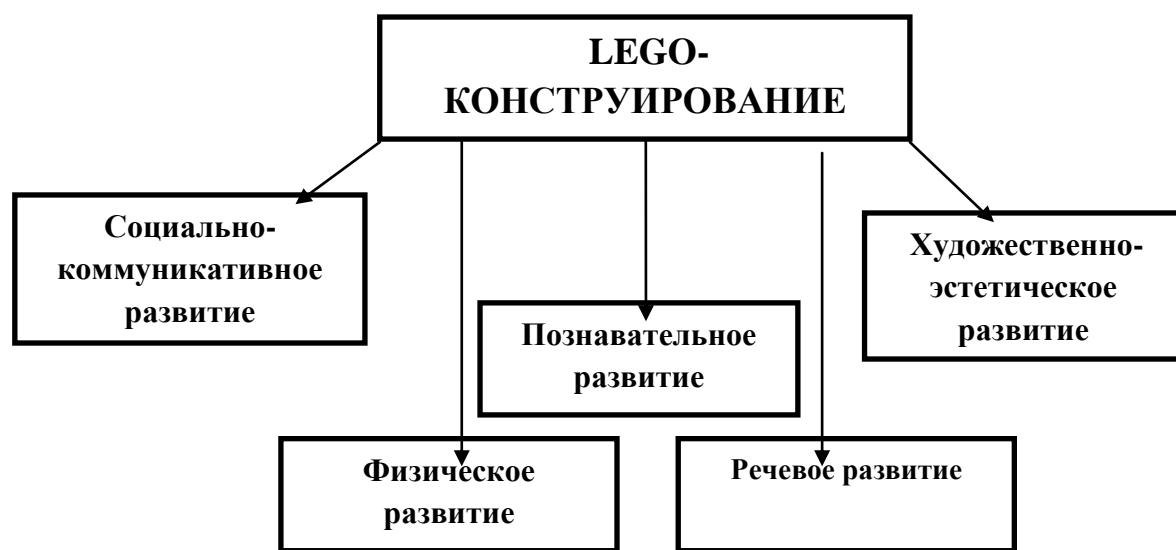 LEGO-
КОНСТРУИРОВАНИЕ
Социально-
коммуникативное
развитие
Художественно-
эстетическое
развитие
Познавательное
развитие
Физическое
развитие
Речевое развитие